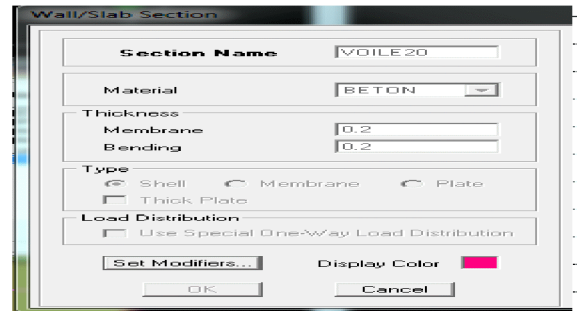 Wall/Slab Section
Section Name VOILE20
Material BETON
Thickness
Membrane 0.2
Bending 0.2
Type
Shell Membrane Plate
Thick Plate
Load Distribution
Use Special One-Way Load Distribution
Set Modifiers... Display Color
OK Cancel